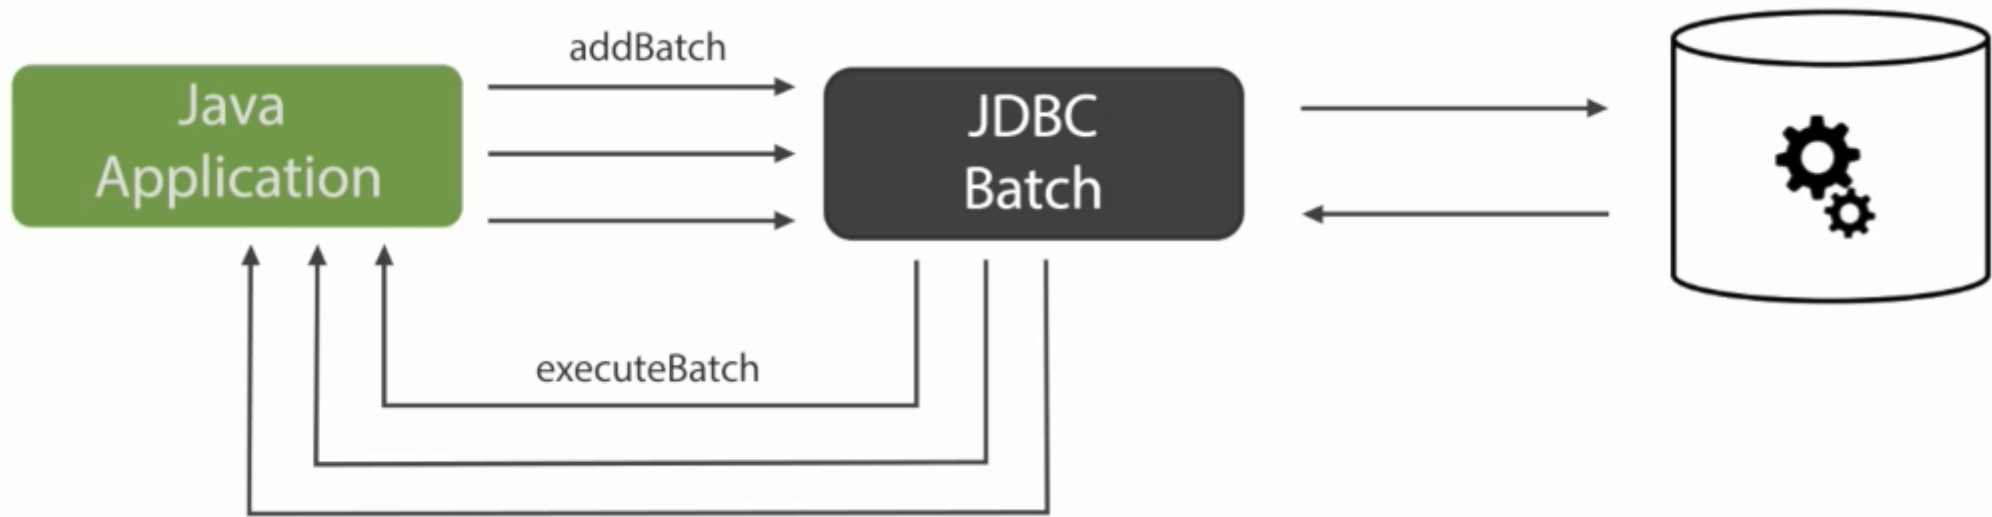 addBatch
Java
Application
JDBC
Batch
executeBatch